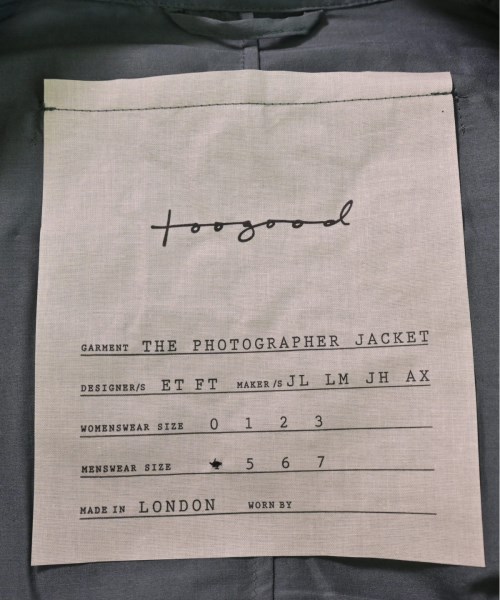 toogood
GARMENT THE PHOTOGRAPHER JACKET
DESIGNER/S ET FT MAKER/S JL LM JH AX
WOMENSWEAR SIZE 0 1 2 3
MENSWEAR SIZE 5 6 7
MADE IN LONDON WORN BY